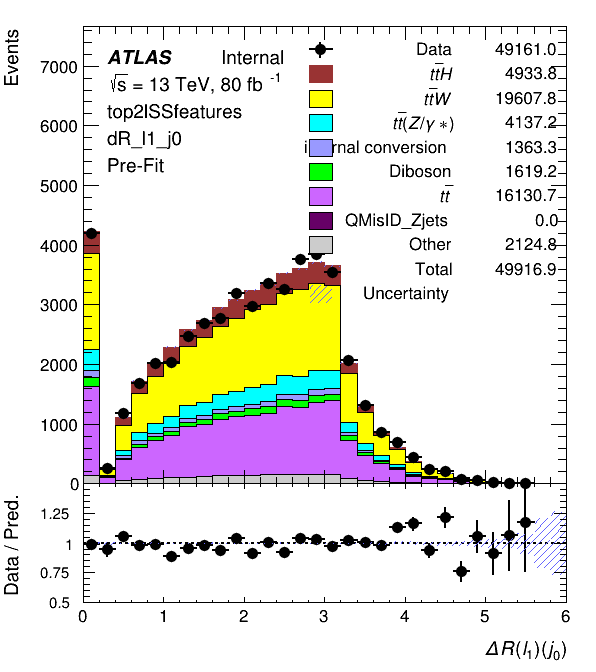 Events
ATLAS Internal
√s = 13 TeV, 80 fb -1
top2lSSfeatures
dR_l1_j0
Pre-Fit
Data 49161.0
tt̄H 4933.8
tt̄W 19607.8
tt̄(Z/γ*) 4137.2
internal conversion 1363.3
Diboson 1619.2
tt̄ 16130.7
QMisID_Zjets 0.0
Other 2124.8
Total 49916.9
Uncertainty
7000
6000
5000
4000
3000
2000
1000
0
Data / Pred.
1.25
1
0.75
0.5
0 1 2 3 4 5 6
ΔR(l1)(j0)